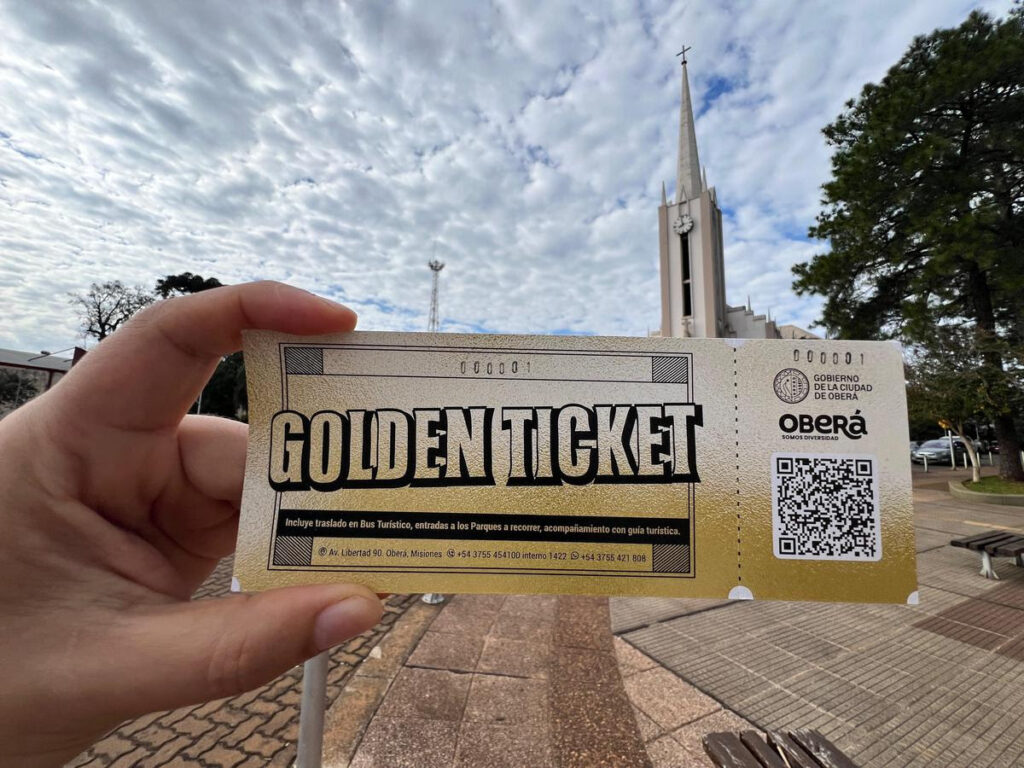 000001
GOLDEN TICKET
Incluye traslado en Bus Turístico, entradas a los Parques a recorrer, acompañamiento con guía turística.
Av. Libertad 90. Oberá, Misiones +54 3755 454100 interno 1422 +54 3755 421 808
000001
GOBIERNO
DE LA CIUDAD
DE OBERÁ
OBERÁ
SOMOS DIVERSIDAD